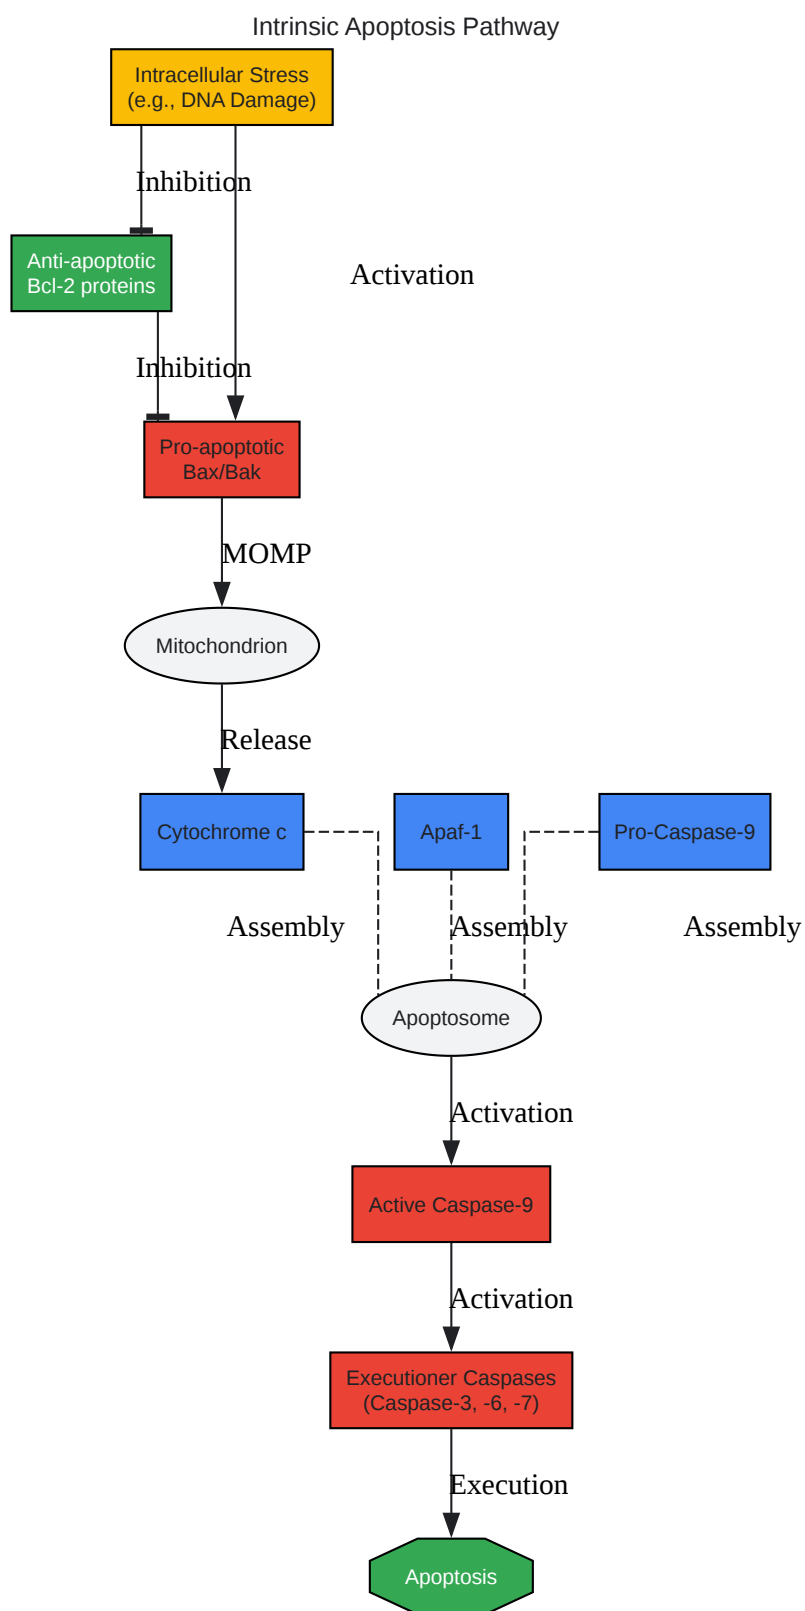 Intrinsic Apoptosis Pathway
Intracellular Stress
(e.g., DNA Damage)
Inhibition
Anti-apoptotic
Bcl-2 proteins
Activation
Inhibition
Pro-apoptotic
Bax/Bak
MOMP
Mitochondrion
Release
Cytochrome c
Apaf-1
Pro-Caspase-9
Assembly
Assembly
Assembly
Apoptosome
Activation
Active Caspase-9
Activation
Executioner Caspases
(Caspase-3, -6, -7)
Execution
Apoptosis